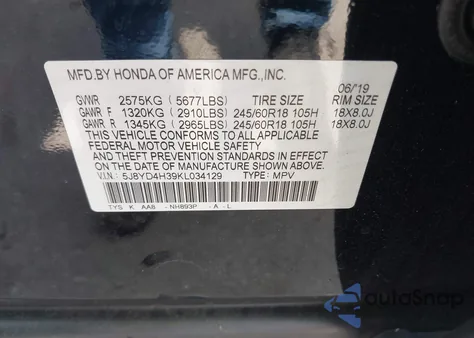 MFD.BY HONDA OF AMERICA MFG.,INC.
06/'19
GVWR 2575KG (5677LBS) TIRE SIZE RIM SIZE
GAWR F 1320KG (2910LBS) 245/60R18 105H 18X8.0J
GAWR R 1345KG (2965LBS) 245/60R18 105H 18X8.0J
THIS VEHICLE CONFORMS TO ALL APPLICABLE
FEDERAL MOTOR VEHICLE SAFETY
AND THEFT PREVENTION STANDARDS IN EFFECT
ON THE DATE OF MANUFACTURE SHOWN ABOVE.
V.I.N.: 5J8YD4H39KL034129 TYPE: MPV
TYS K AA8 - NH893P - A - L
autoSnap